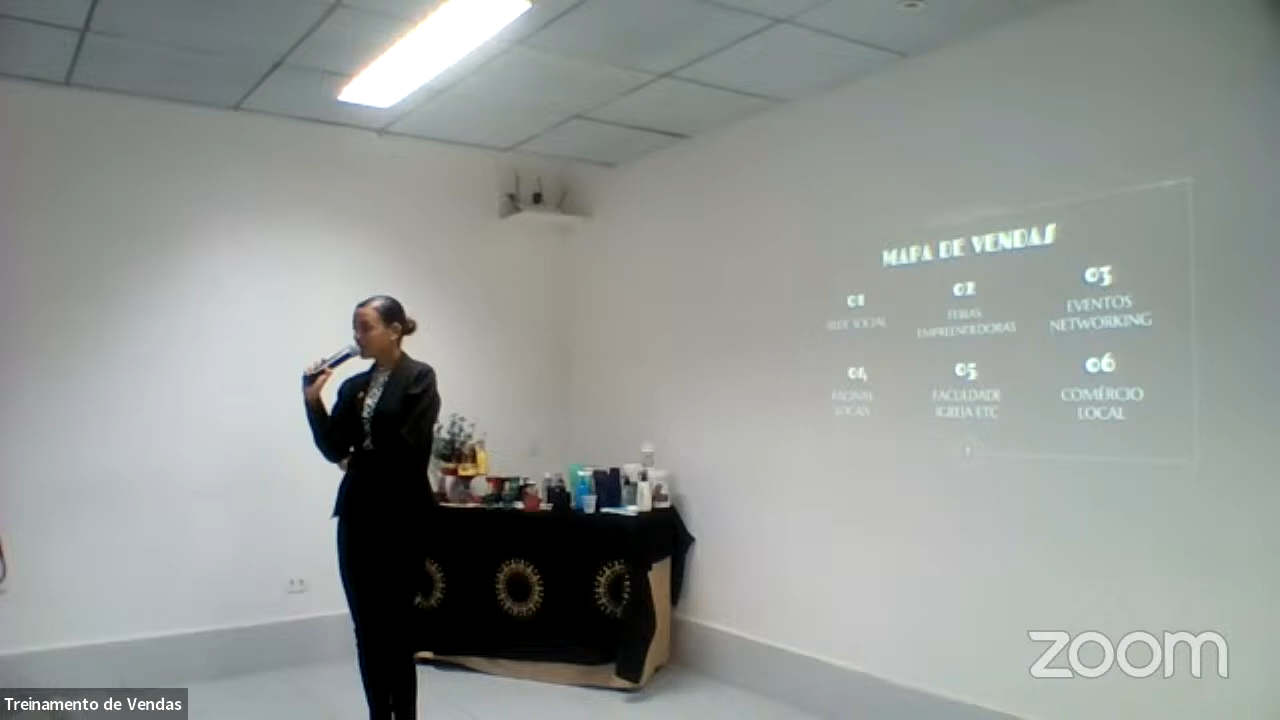 MAPA DE VENDAS
01
REDE SOCIAL
02
FEIRAS
EMPREENDEDORAS
03
EVENTOS
NETWORKING
04
PAGINAS
LOCAIS
05
FACULDADE
IGREJA ETC
06
COMÉRCIO
LOCAL
zoom
Treinamento de Vendas